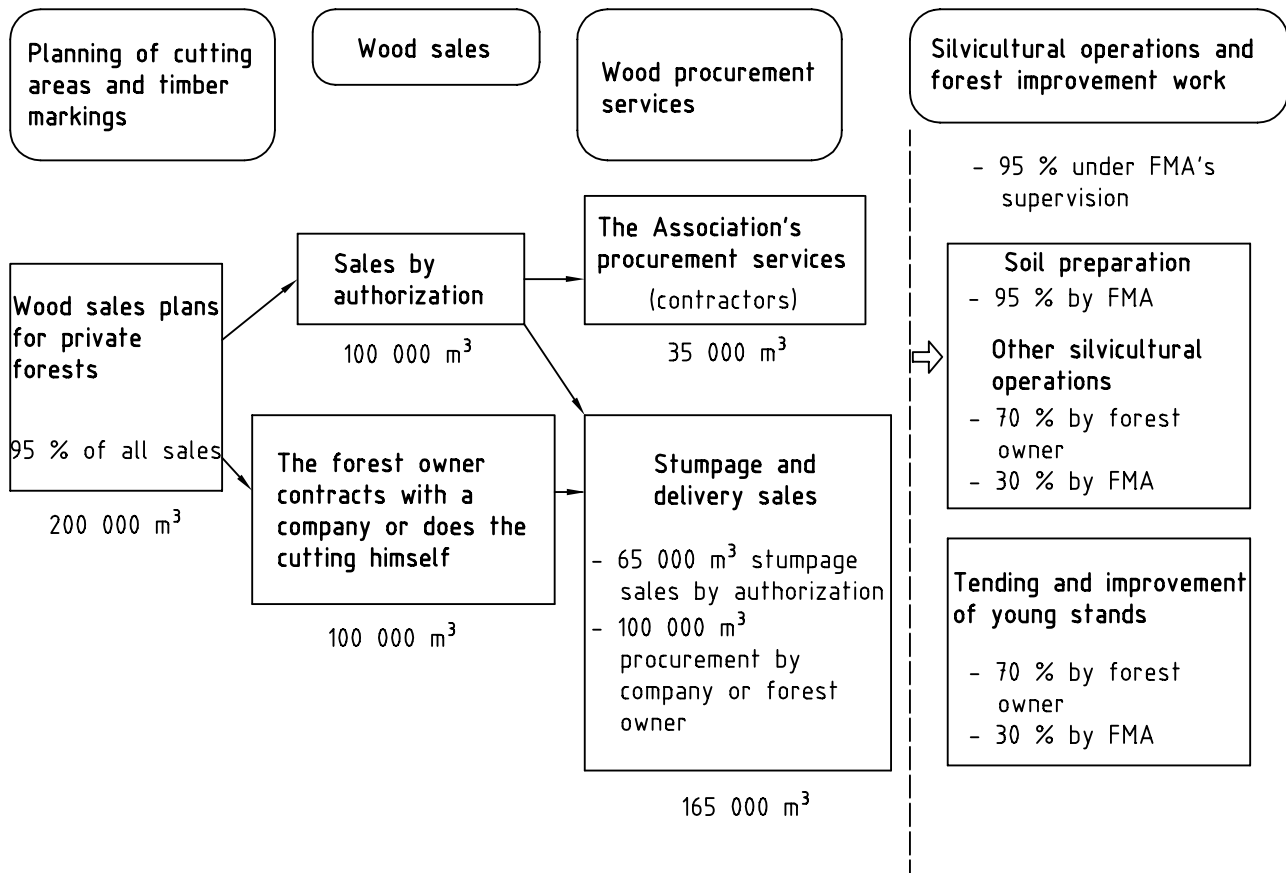 Planning of cutting
areas and timber
markings
Wood sales
Wood procurement
services
Silvicultural operations and
forest improvement work
Wood sales plans
for private
forests
95 % of all sales
200 000 m³
Sales by
authorization
100 000 m³
The forest owner
contracts with a
company or does the
cutting himself
100 000 m³
The Association's
procurement services
(contractors)
35 000 m³
Stumpage and
delivery sales
- 65 000 m³ stumpage
sales by authorization
- 100 000 m³
procurement by
company or forest
owner
165 000 m³
- 95 % under FMA's
supervision
Soil preparation
- 95 % by FMA
Other silvicultural
operations
- 70 % by forest
owner
- 30 % by FMA
Tending and improvement
of young stands
- 70 % by forest
owner
- 30 % by FMA